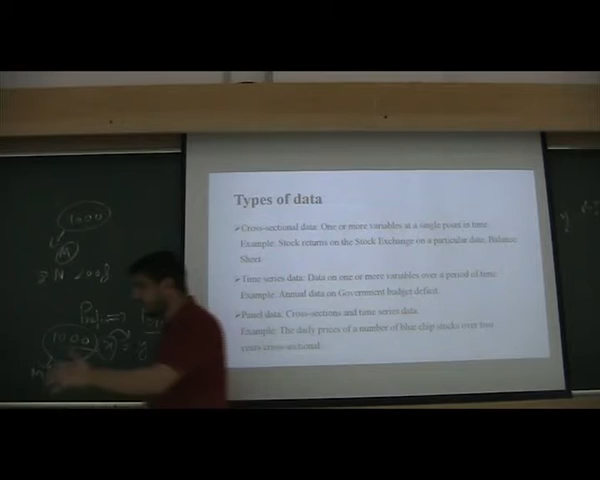 Types of data
➢Cross-sectional data: One or more variables at a single point in time.
Example: Stock returns on the Stock Exchange on a particular date. Balance
Sheet
➢Time series data: Data on one or more variables over a period of time.
Example: Annual data on Government budget deficit.
➢Panel data: Cross-sections and time series data.
Example: The daily prices of a number of blue chip stocks over two
years cross-sectional.
1000
M
1000
y